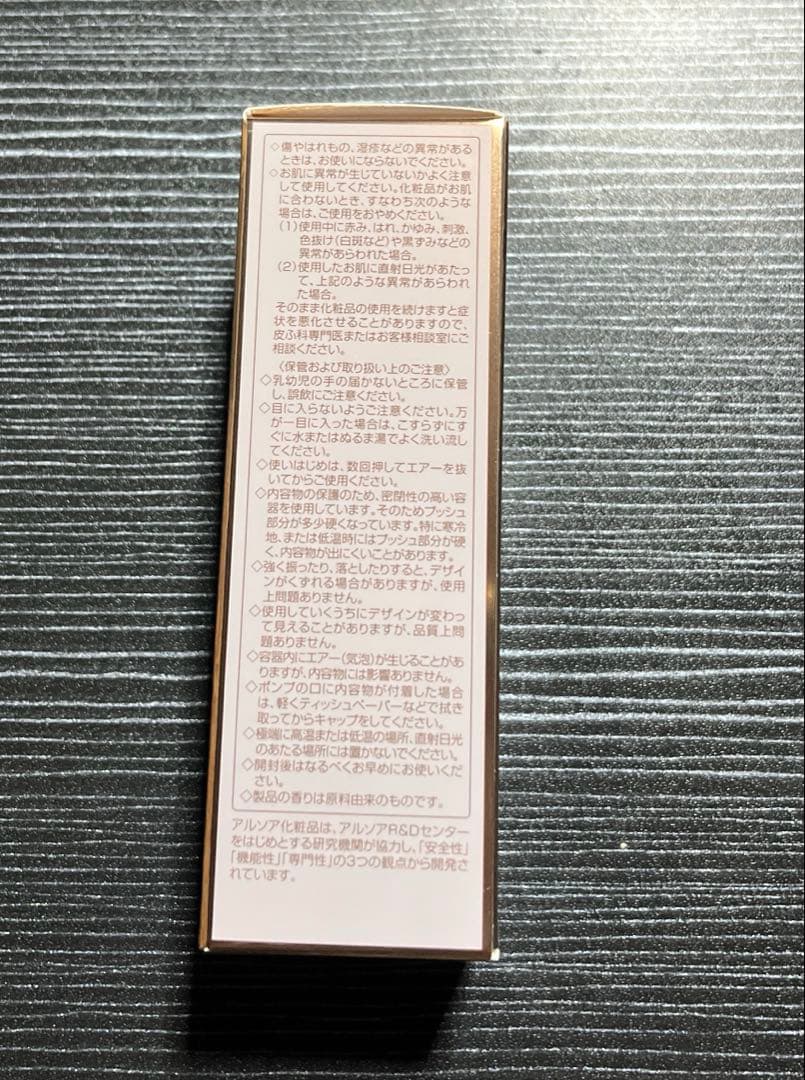 ◇傷やはれもの、湿疹などの異常がある
ときは、お使いにならないでください。
◇お肌に異常が生じていないかよく注意
して使用してください。化粧品がお肌
に合わないとき、すなわち次のような
場合は、ご使用をおやめください。
(1)使用中に赤み、はれ、かゆみ、刺激、
色抜け(白斑など)や黒ずみなどの
異常があらわれた場合。
(2)使用したお肌に直射日光があたっ
て、上記のような異常があらわれ
た場合。
そのまま化粧品の使用を続けますと症
状を悪化させることがありますので、
皮ふ科専門医またはお客様相談室にご
相談ください。
〈保管および取り扱い上のご注意〉
◇乳幼児の手の届かないところに保管
し、誤飲にご注意ください。
◇目に入らないようご注意ください。万
が一目に入った場合は、こすらずにす
ぐに水またはぬるま湯でよく洗い流し
てください。
◇使いはじめは、数回押してエアーを抜
いてからご使用ください。
◇内容物の保護のため、密閉性の高い容
器を使用しています。そのためプッシュ
部分が多少硬くなっています。特に寒冷
地、または低温時にはプッシュ部分が硬
く、内容物が出にくいことがあります。
◇強く振ったり、落としたりすると、デザイ
ンがくずれる場合がありますが、使用
上問題ありません。
◇使用していくうちにデザインが変わっ
て見えることがありますが、品質上問
題ありません。
◇容器内にエアー(気泡)が生じることがあ
りますが、内容物には影響ありません。
◇ポンプの口に内容物が付着した場合
は、軽くティッシュペーパーなどで拭き
取ってからキャップをしてください。
◇極端に高温または低温の場所、直射日光
のあたる場所には置かないでください。
◇開封後はなるべくお早めにお使いくだ
さい。
◇製品の香りは原料由来のものです。
アルソア化粧品は、アルソアR&Dセンター
をはじめとする研究機関が協力し、「安全性」
「機能性」「専門性」の3つの観点から開発さ
れています。